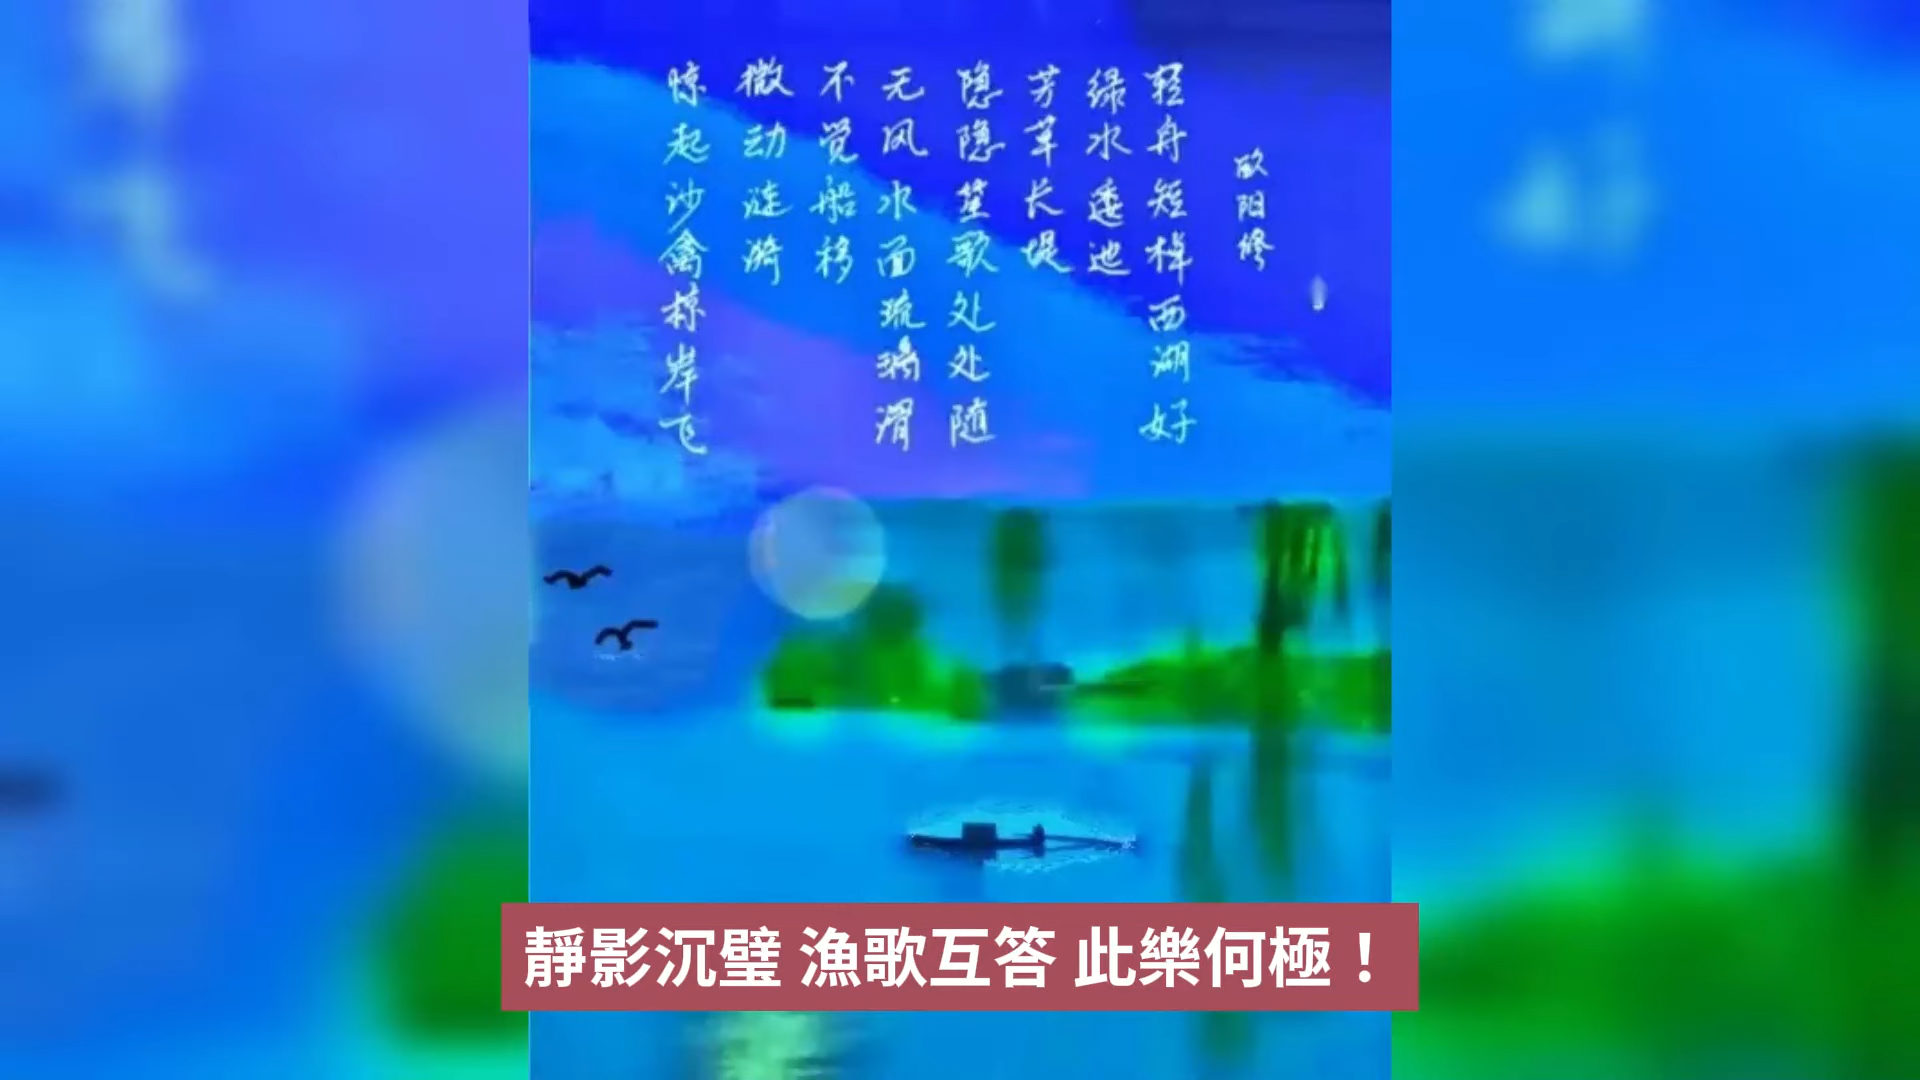 欧阳修
轻舟短棹西湖好
绿水逶迤
芳草长堤
隐隐笙歌处处随
无风水面琉璃滑
不觉船移
微动涟漪
惊起沙禽掠岸飞
靜影沉璧 漁歌互答 此樂何極！